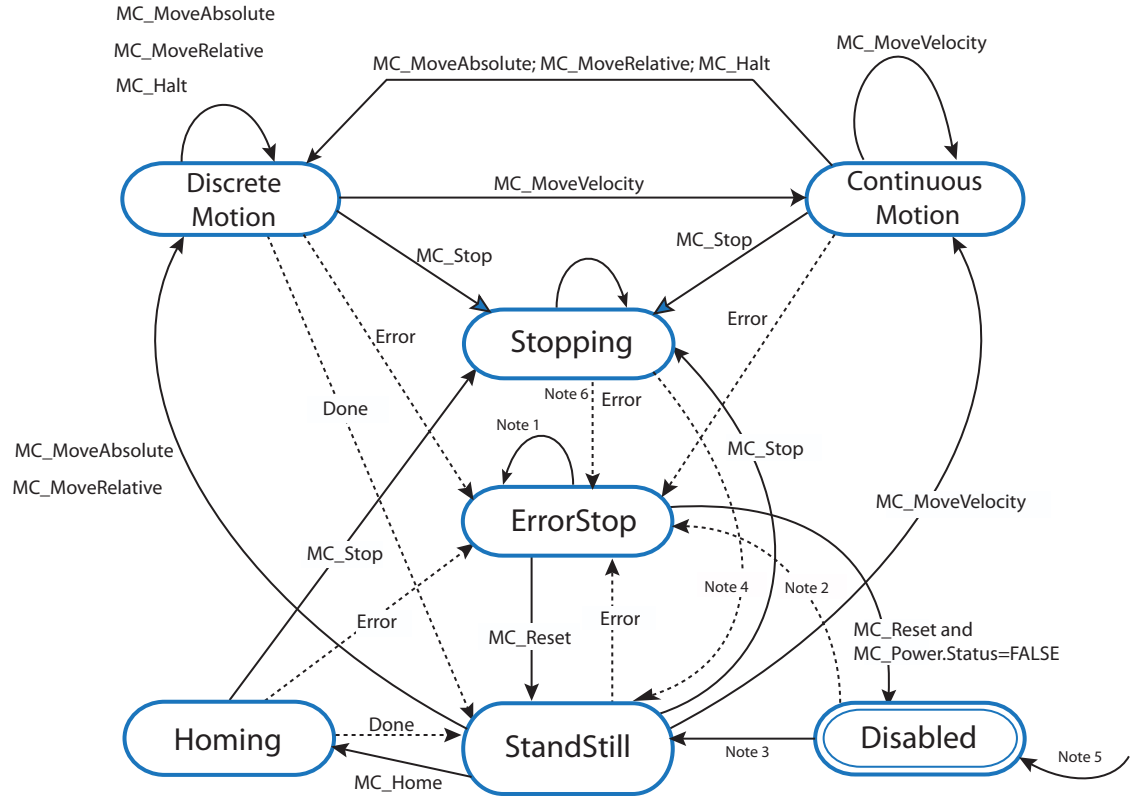 MC_MoveAbsolute
MC_MoveRelative
MC_Halt
MC_MoveAbsolute; MC_MoveRelative; MC_Halt
MC_MoveVelocity
Discrete
Motion
MC_MoveVelocity
Continuous
Motion
MC_Stop
MC_Stop
Stopping
Error
Error
Note 6
Error
Done
Note 1
MC_MoveAbsolute
MC_MoveRelative
MC_Stop
MC_MoveVelocity
ErrorStop
MC_Stop
Note 4
Note 2
Error
MC_Reset
Error
MC_Reset and
MC_Power.Status=FALSE
Homing
Done
StandStill
Note 3
Disabled
Note 5
MC_Home